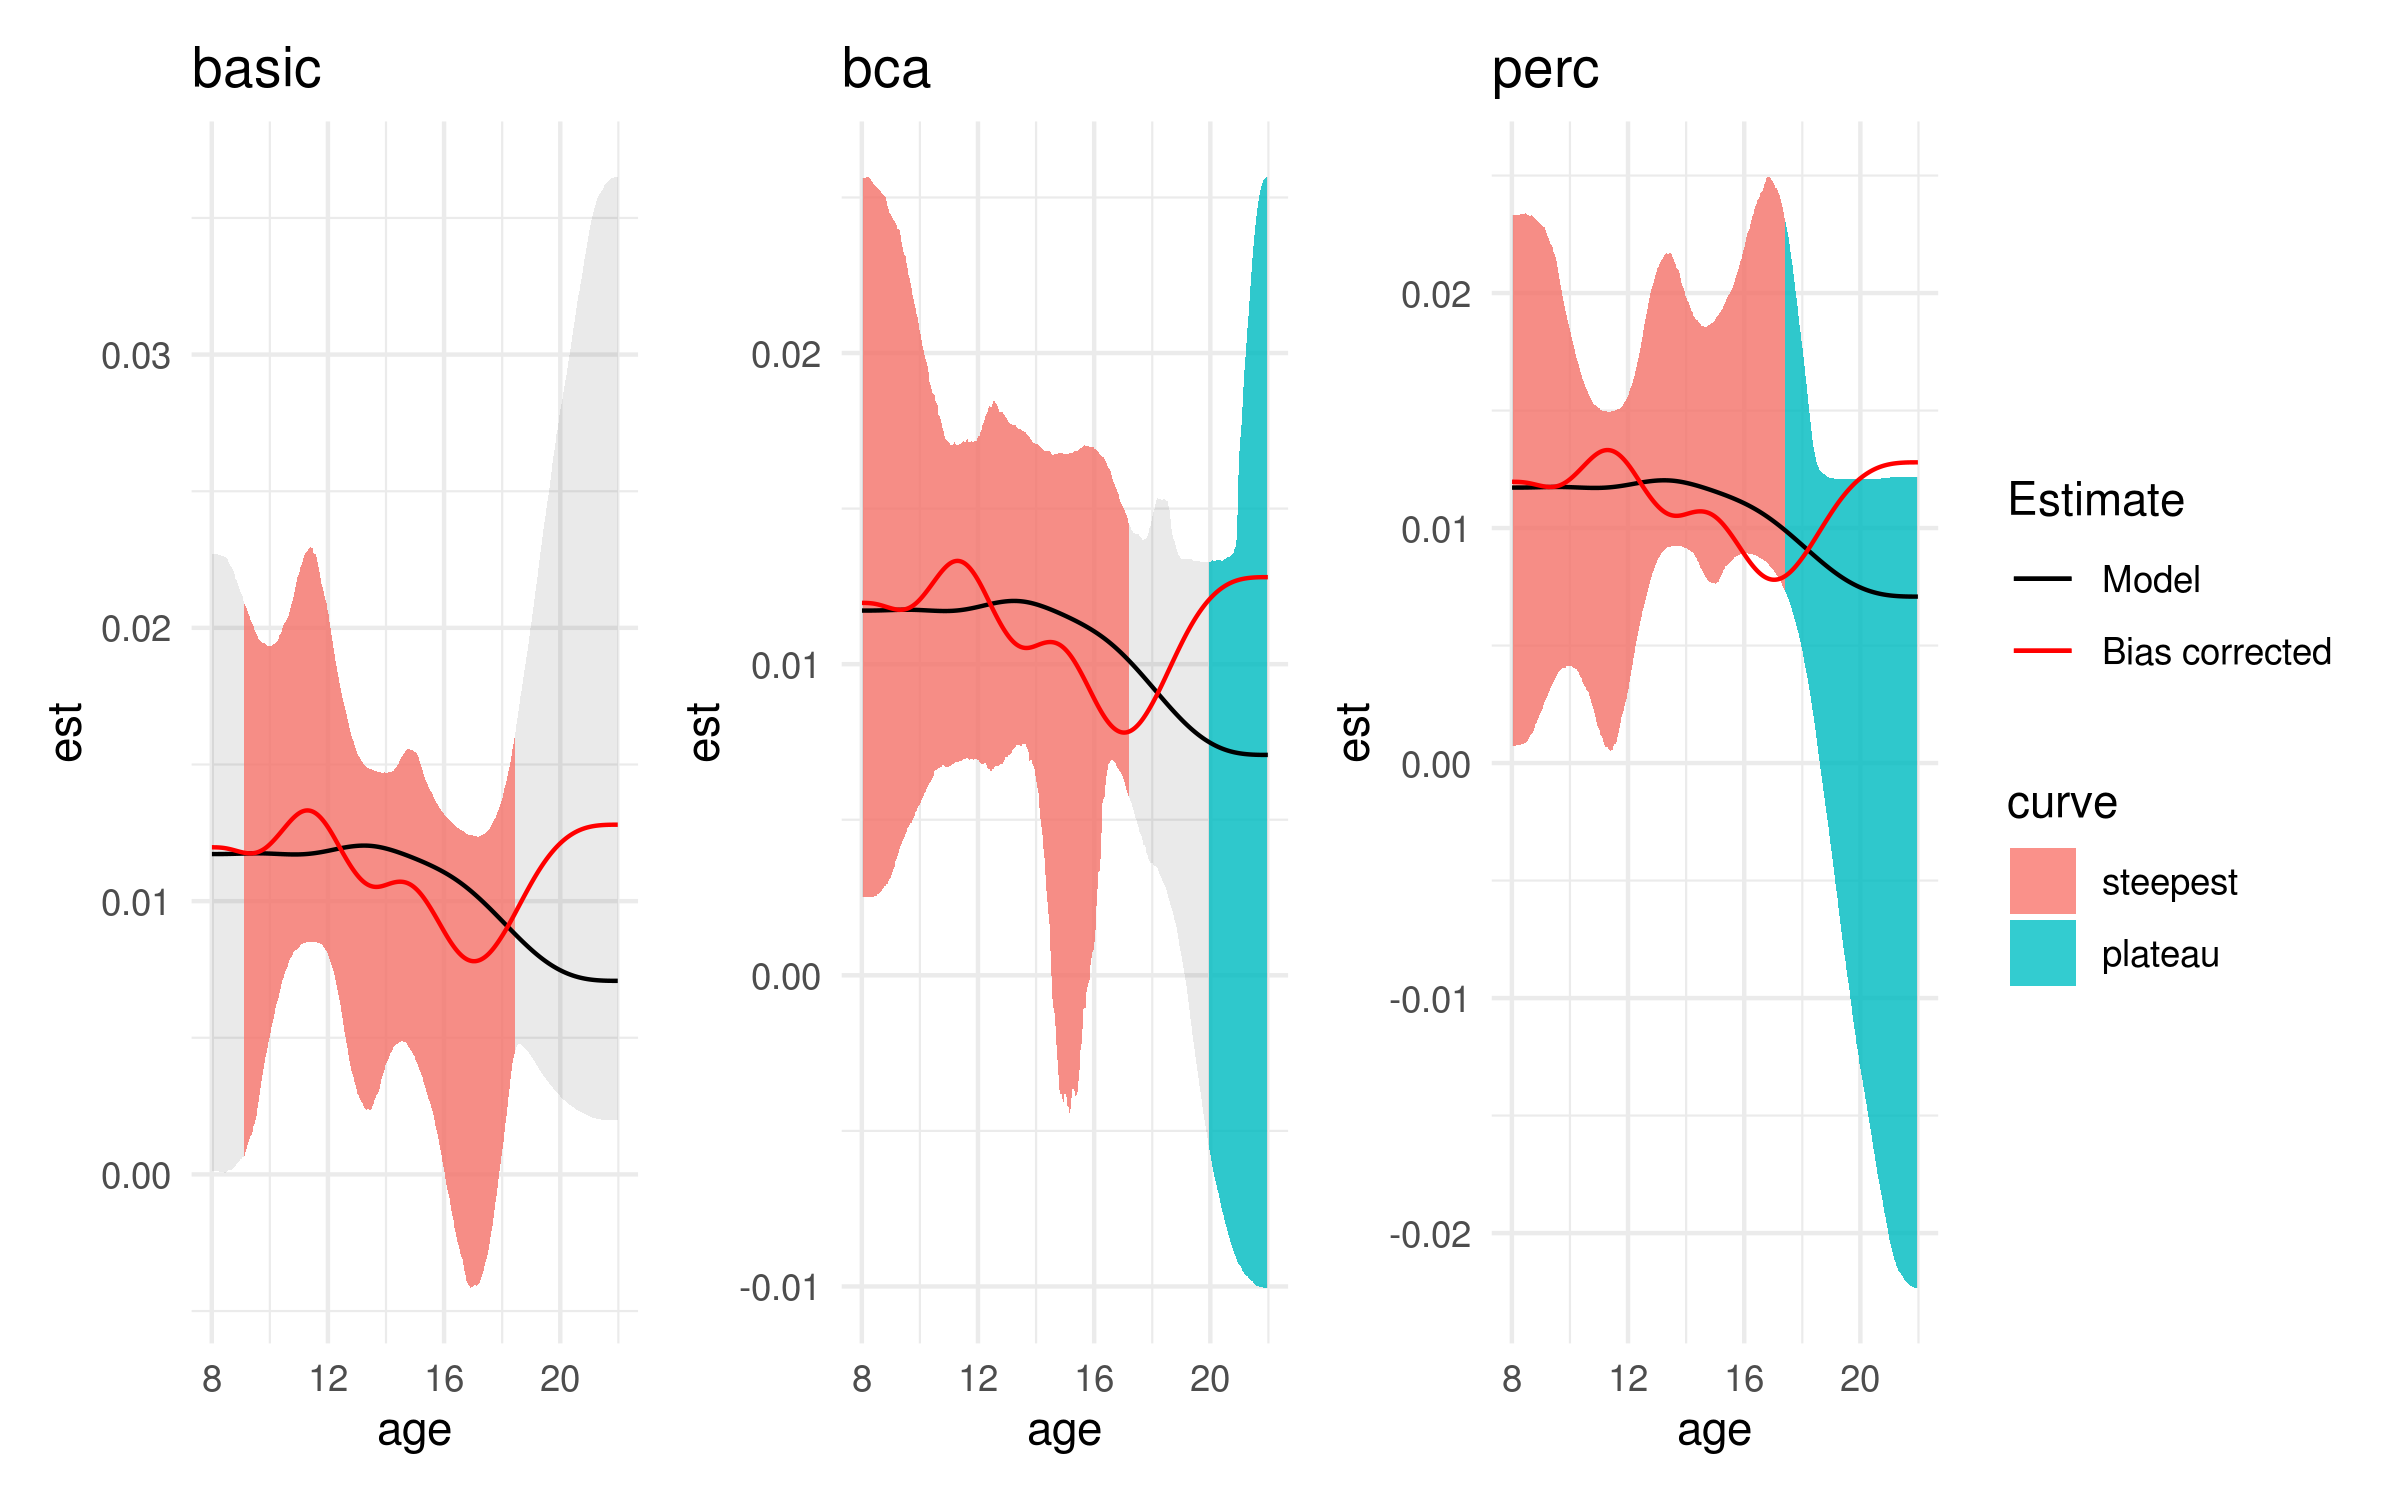 basic
est
0.03
0.02
0.01
0.00
8 12 16 20
age
bca
est
0.02
0.01
0.00
-0.01
8 12 16 20
age
perc
est
0.02
0.01
0.00
-0.01
-0.02
8 12 16 20
age
Estimate
Model
Bias corrected
curve
steepest
plateau